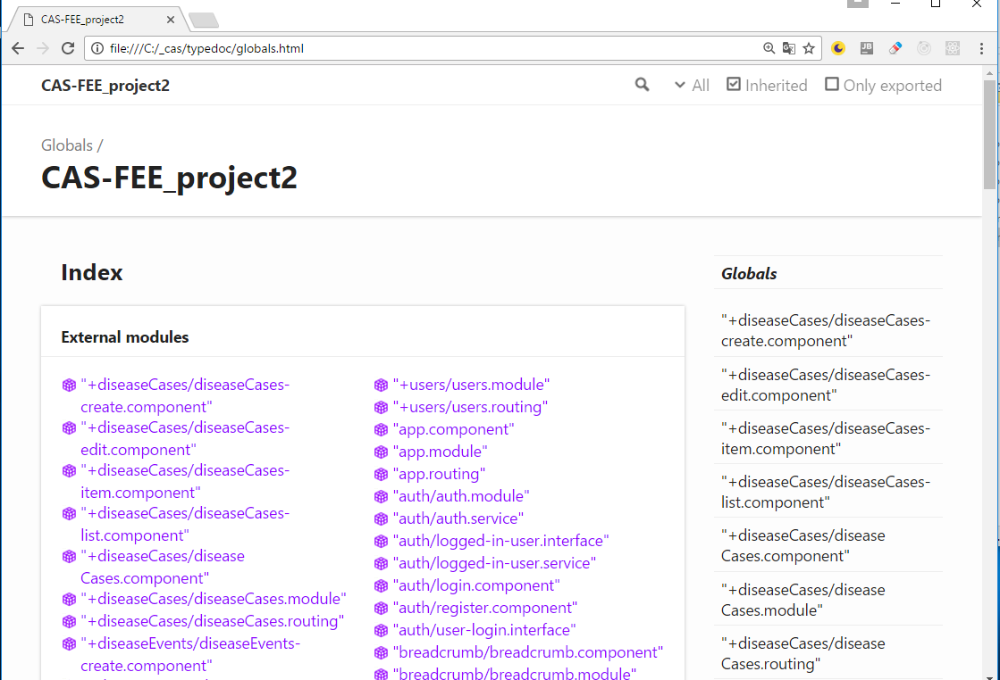 CAS-FEE_project2
file:///C:/_cas/typedoc/globals.html
JB
CAS-FEE_project2
All
Inherited
Only exported
Globals /
CAS-FEE_project2
Index
External modules
"+diseaseCases/diseaseCases-
create.component"
"+diseaseCases/diseaseCases-
edit.component"
"+diseaseCases/diseaseCases-
item.component"
"+diseaseCases/diseaseCases-
list.component"
"+diseaseCases/disease
Cases.component"
"+diseaseCases/diseaseCases.module"
"+diseaseCases/diseaseCases.routing"
"+diseaseEvents/diseaseEvents-
create.component"
"+users/users.module"
"+users/users.routing"
"app.component"
"app.module"
"app.routing"
"auth/auth.module"
"auth/auth.service"
"auth/logged-in-user.interface"
"auth/logged-in-user.service"
"auth/login.component"
"auth/register.component"
"auth/user-login.interface"
"breadcrumb/breadcrumb.component"
"breadcrumb/breadcrumb.module"
Globals
"+diseaseCases/diseaseCases-
create.component"
"+diseaseCases/diseaseCases-
edit.component"
"+diseaseCases/diseaseCases-
item.component"
"+diseaseCases/diseaseCases-
list.component"
"+diseaseCases/disease
Cases.component"
"+diseaseCases/disease
Cases.module"
"+diseaseCases/disease
Cases.routing"